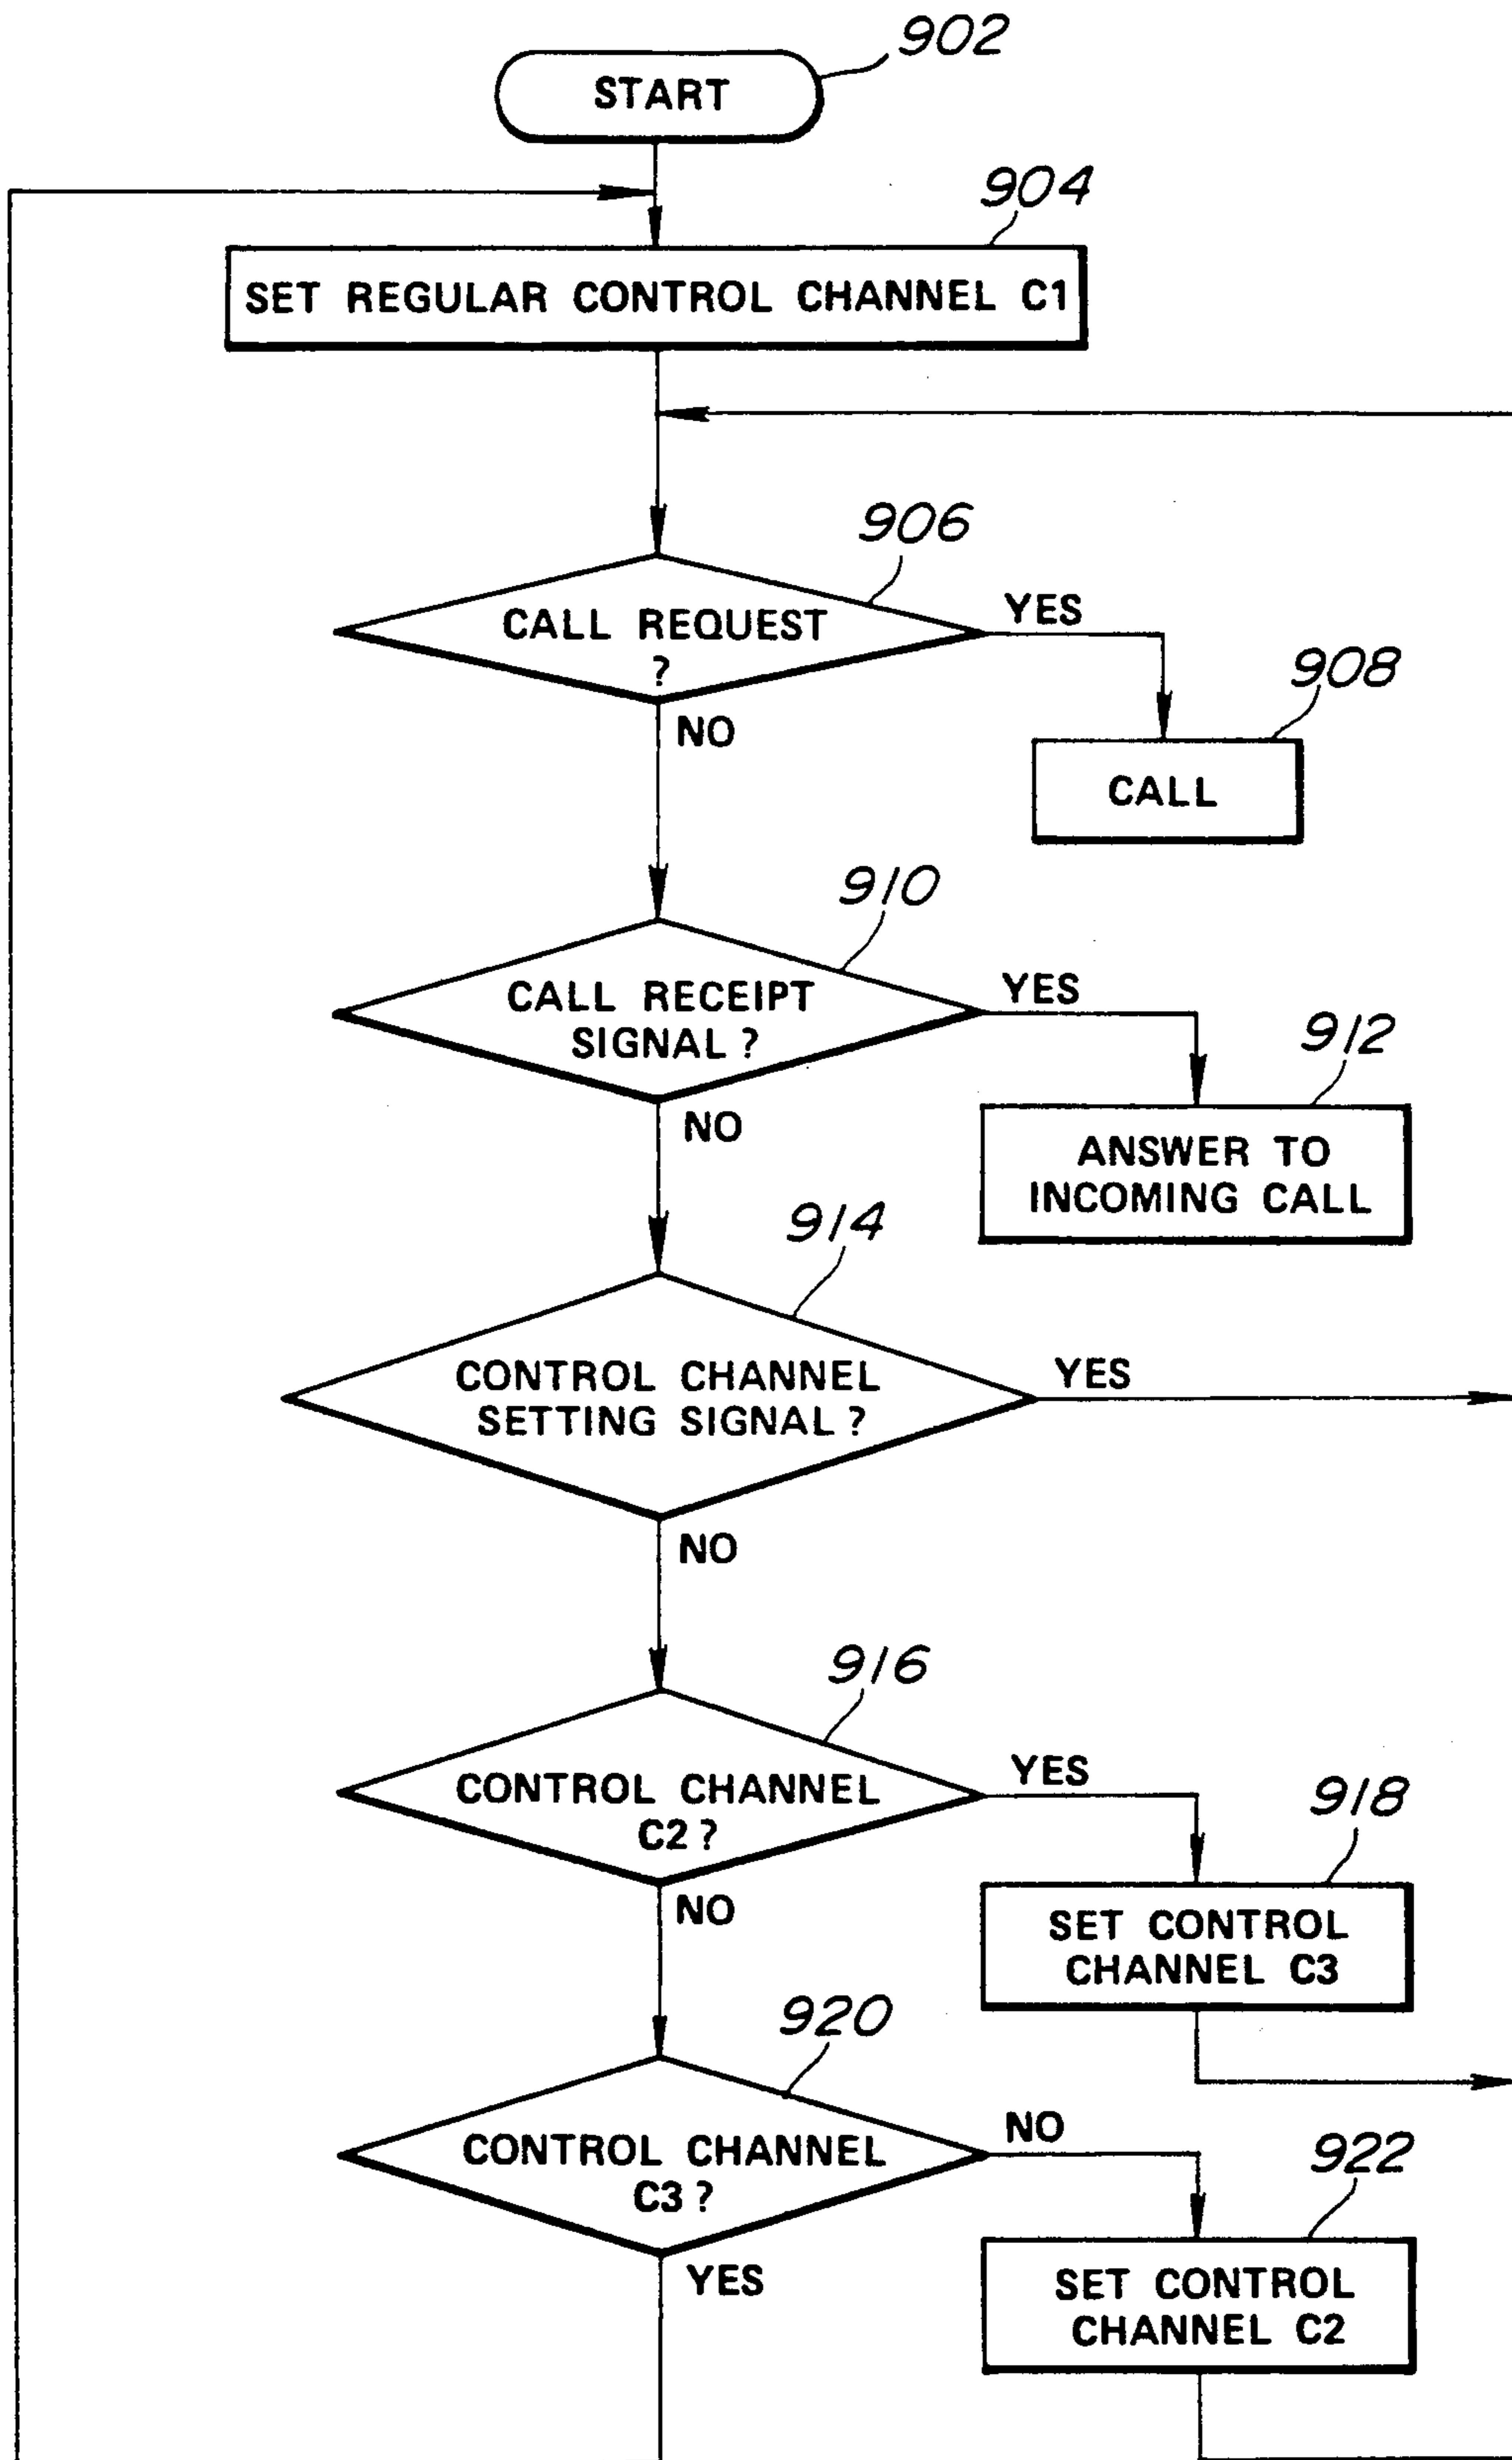 902
START
904
SET REGULAR CONTROL CHANNEL C1
906
CALL REQUEST
?
YES
908
NO
CALL
910
CALL RECEIPT
SIGNAL ?
YES
912
NO
ANSWER TO
INCOMING CALL
914
CONTROL CHANNEL
SETTING SIGNAL ?
YES
NO
916
CONTROL CHANNEL
C2 ?
YES
918
NO
SET CONTROL
CHANNEL C3
920
CONTROL CHANNEL
C3 ?
NO
922
YES
SET CONTROL
CHANNEL C2